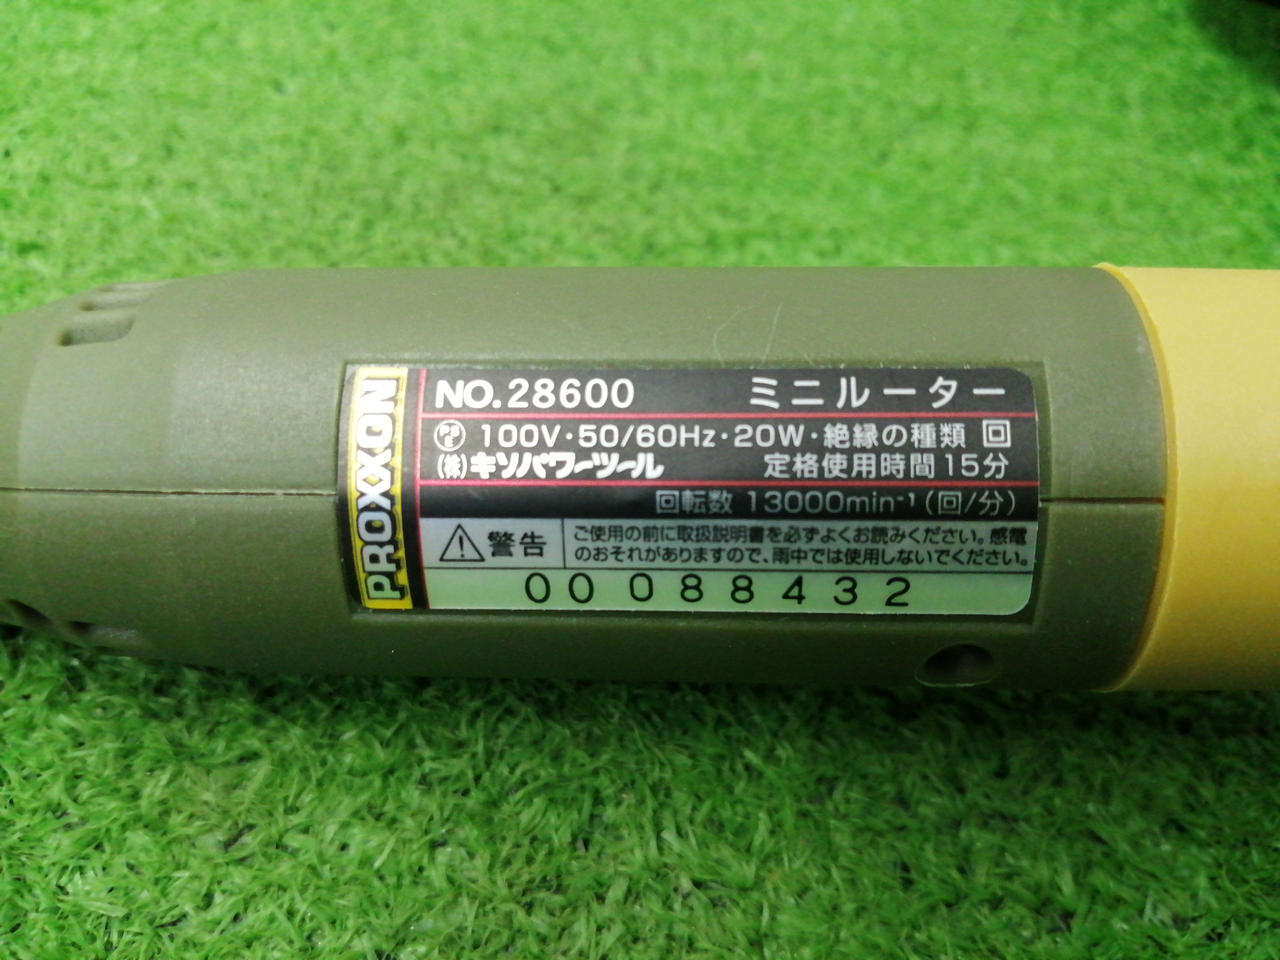 PROXXON
NO.28600 ミニルーター
PSE 100V・50/60Hz・20W・絶縁の種類 回
(株)キソパワーツール 定格使用時間15分
回転数 13000min⁻¹(回/分)
警告 ご使用の前に取扱説明書を必ずよくお読みください。感電
のおそれがありますので、雨中では使用しないでください。
00 088432